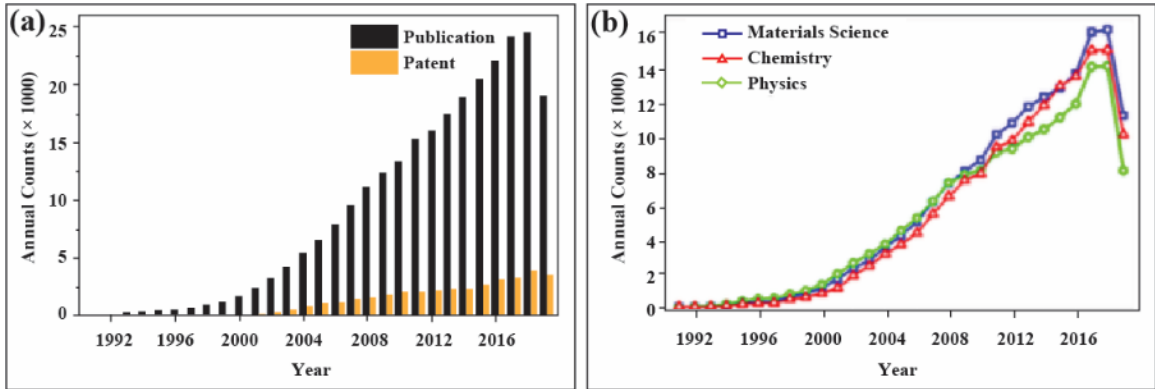 (a)
Publication
Patent
Annual Counts (× 1000)
25
20
15
10
5
0
1992 1996 2000 2004 2008 2012 2016
Year
(b)
Materials Science
Chemistry
Physics
Annual Counts (× 1000)
16
14
12
10
8
6
4
2
0
1992 1996 2000 2004 2008 2012 2016
Year